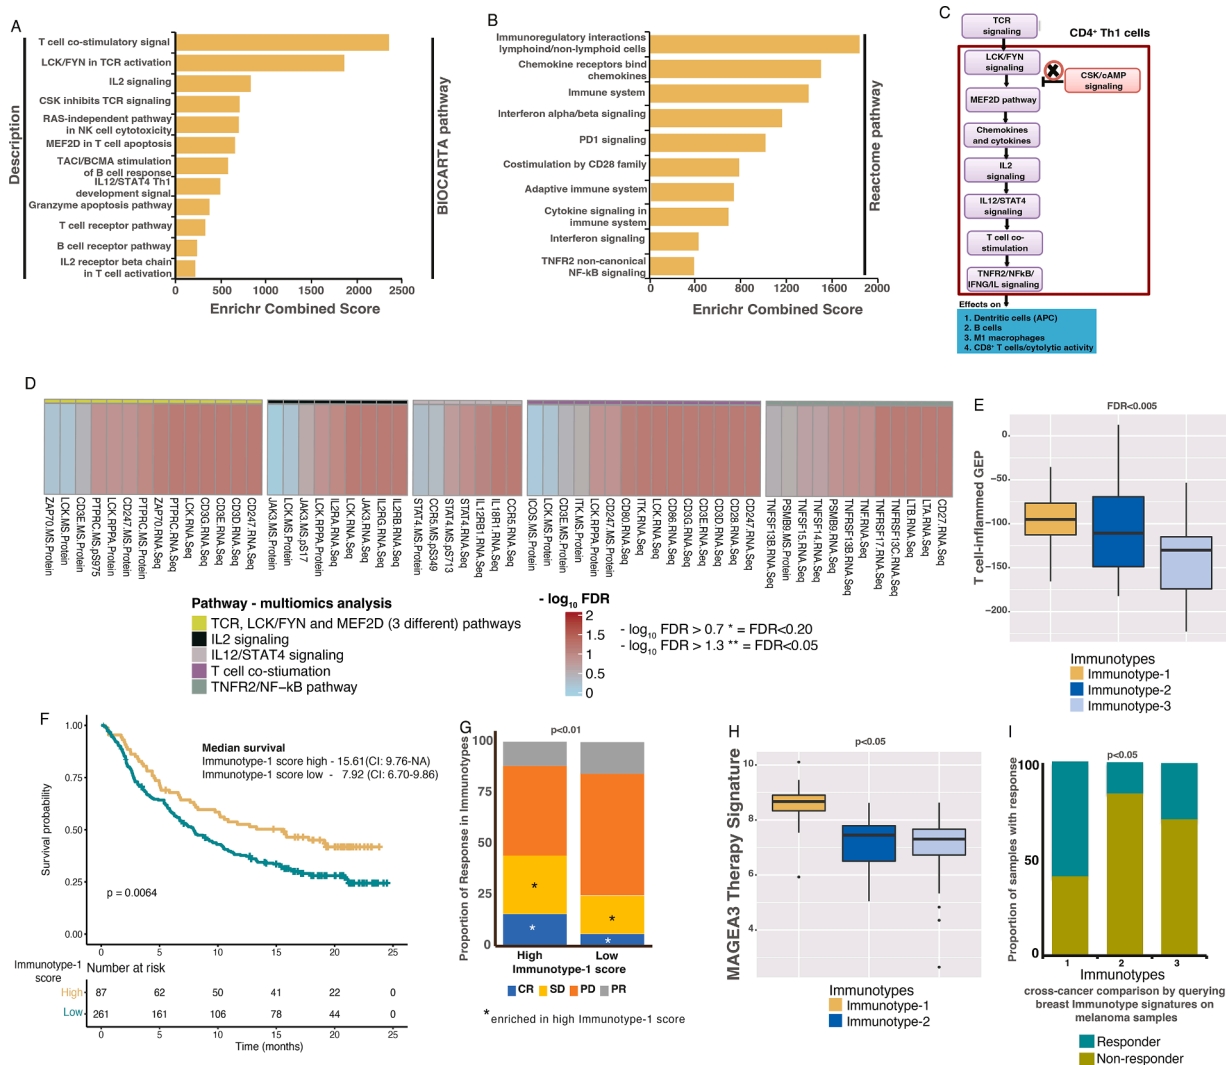 A
Description
T cell co-stimulatory signal
LCK/FYN in TCR activation
IL2 signaling
CSK inhibits TCR signaling
RAS-independent pathway
in NK cell cytotoxicity
MEF2D in T cell apoptosis
TACI/BCMA stimulation
of B cell response
IL12/STAT4 Th1
development signal
Granzyme apoptosis pathway
T cell receptor pathway
B cell receptor pathway
IL2 receptor beta chain
in T cell activation
0 500 1000 1500 2000 2500
Enrichr Combined Score
BIOCARTA pathway
B
Immunoregulatory interactions
lymphoind/non-lymphoid cells
Chemokine receptors bind
chemokines
Immune system
Interferon alpha/beta signaling
PD1 signaling
Costimulation by CD28 family
Adaptive immune system
Cytokine signaling in
immune system
Interferon signaling
TNFR2 non-canonical
NF-kB signaling
0 400 800 1200 1600 2000
Enrichr Combined Score
Reactome pathway
C
TCR
signaling
CD4+ Th1 cells
LCK/FYN
signaling
CSK/cAMP
signaling
MEF2D pathway
Chemokines
and cytokines
IL2
signaling
IL12/STAT4
signaling
T cell co-
stimulation
TNFR2/NFkB/
IFNG/IL signaling
Effects on
1. Dentritic cells (APC)
2. B cells
3. M1 macrophages
4. CD8+ T cells/cytolytic activity
D
ZAP70.MS.Protein
LCK.MS.Protein
CD3E.MS.Protein
PTPRC.MS.pS975
LCK.RPPA.Protein
CD247.MS.Protein
PTPRC.MS.Protein
ZAP70.RNA.Seq
PTPRC.RNA.Seq
LCK.RNA.Seq
CD3G.RNA.Seq
CD3E.RNA.Seq
CD3D.RNA.Seq
CD247.RNA.Seq
JAK3.MS.Protein
LCK.MS.Protein
JAK3.MS.pS17
LCK.RPPA.Protein
IL2RA.RNA.Seq
LCK.RNA.Seq
JAK3.RNA.Seq
IL2RG.RNA.Seq
IL2RB.RNA.Seq
STAT4.MS.Protein
CCR5.MS.pS349
STAT4.MS.pS713
STAT4.RNA.Seq
IL12RB1.RNA.Seq
IL18R1.RNA.Seq
CCR5.RNA.Seq
ICOS.MS.Protein
LCK.MS.Protein
CD3E.MS.Protein
ITK.MS.Protein
LCK.RPPA.Protein
CD247.MS.Protein
CD80.RNA.Seq
ITK.RNA.Seq
LCK.RNA.Seq
CD86.RNA.Seq
CD3G.RNA.Seq
CD3E.RNA.Seq
CD3D.RNA.Seq
CD28.RNA.Seq
CD247.RNA.Seq
TNFSF13B.RNA.Seq
PSMB9.MS.Protein
TNFSF15.RNA.Seq
TNFSF14.RNA.Seq
PSMB9.RNA.Seq
TNFRSF13B.RNA.Seq
TNF.RNA.Seq
TNFRSF17.RNA.Seq
TNFRSF13C.RNA.Seq
LTB.RNA.Seq
LTA.RNA.Seq
CD27.RNA.Seq
Pathway - multiomics analysis
TCR, LCK/FYN and MEF2D (3 different) pathways
IL2 signaling
IL12/STAT4 signaling
T cell co-stiumation
TNFR2/NF−kB pathway
- log10 FDR
2
1.5
1
0.5
0
- log10 FDR > 0.7 * = FDR<0.20
- log10 FDR > 1.3 ** = FDR<0.05
E
FDR<0.005
T cell-inflamed GEP
0
−100
−150
−200
Immunotypes
Immunotype-1
Immunotype-2
Immunotype-3
F
Survival probability
1.00
0.75
0.50
0.25
0.00
Median survival
Immunotype-1 score high - 15.61(CI: 9.76-NA)
Immunotype-1 score low - 7.92 (CI: 6.70-9.86)
p = 0.0064
0 5 10 15 20 25
Immunotype-1
score
Number at risk
High 87 62 50 41 22 0
Low 261 161 106 78 44 0
0 5 10 15 20 25
Time (months)
G
p<0.01
Proportion of Response in Immunotypes
100
75
50
25
0
*
*
*
*
High Low
Immunotype-1 score
CR SD PD PR
* enriched in high Immunotype-1 score
H
p<0.05
MAGEA3 Therapy Signature
10
8
6
4
Immunotypes
Immunotype-1
Immunotype-2
I
p<0.05
Proportion of samples with response
100
50
0
1 2 3
Immunotypes
cross-cancer comparison by querying
breast Immunotype signatures on
melanoma samples
Responder
Non-responder